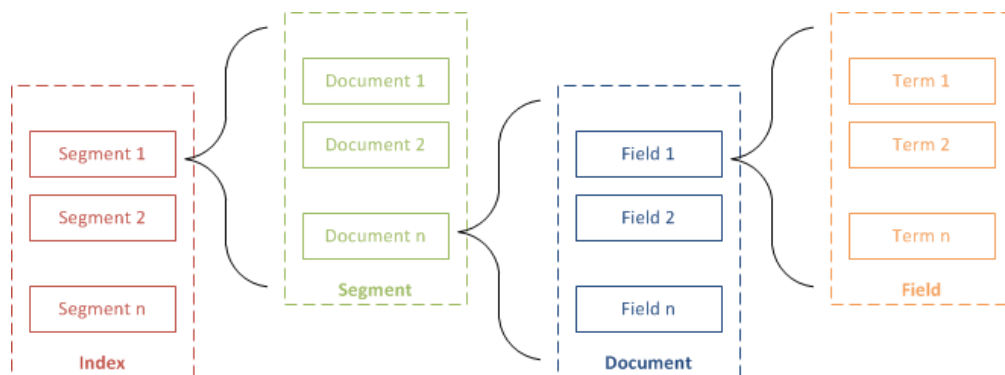 Segment 1
Segment 2
Segment n
Index
Document 1
Document 2
Document n
Segment
Field 1
Field 2
Field n
Document
Term 1
Term 2
Term n
Field